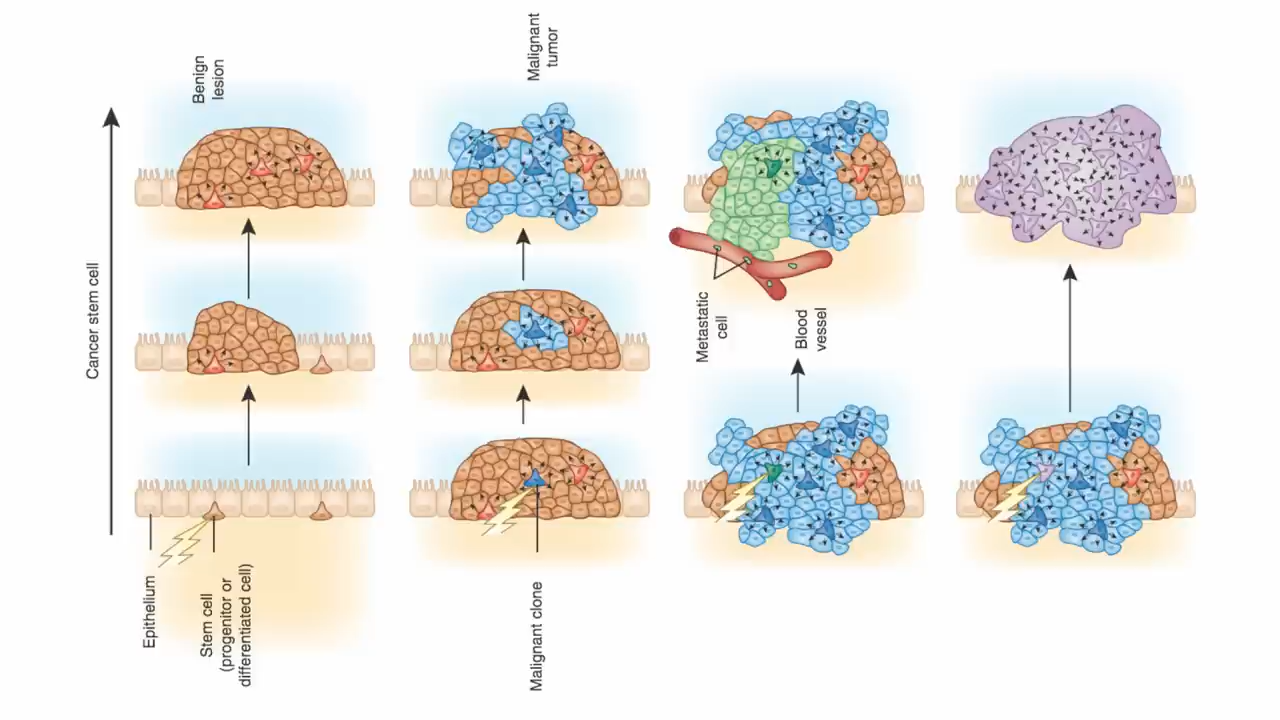 Cancer stem cell
Benign
lesion
Epithelium
Stem cell
(progenitor or
differentiated cell)
Malignant
tumor
Malignant clone
Metastatic
cell
Blood
vessel